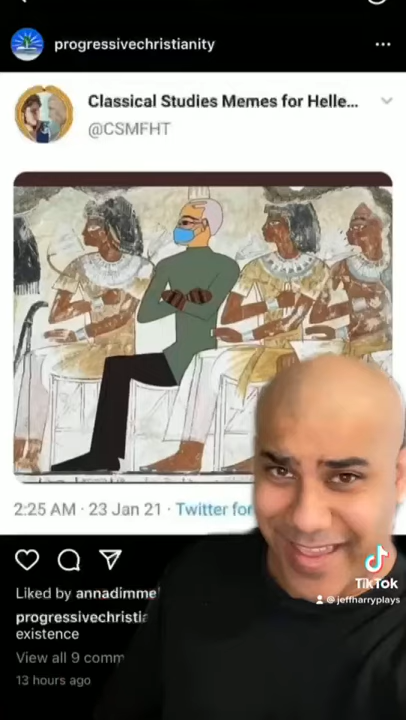 progressivechristianity
Classical Studies Memes for Helle...
@CSMFHT
2:25 AM · 23 Jan 21 · Twitter for
Liked by annadimme
progressivechristia
existence
View all 9 comm
13 hours ago
TikTok
@jeffharryplays